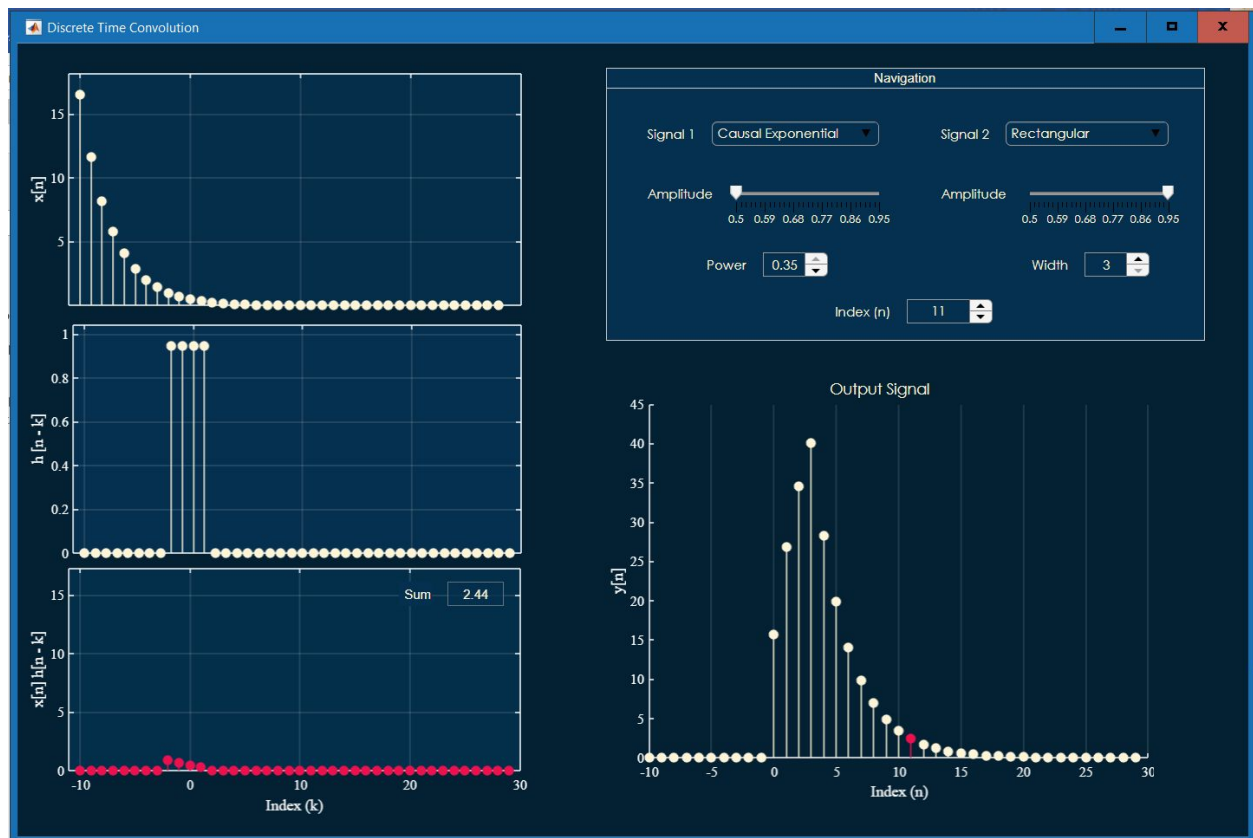 Discrete Time Convolution
x[n]
15
10
5
h [n - k]
1
0.8
0.6
0.4
0.2
0
x[n] h[n - k]
Sum 2.44
15
10
5
0
-10 0 10 20 30
Index (k)
Navigation
Signal 1 Causal Exponential Signal 2 Rectangular
Amplitude Amplitude
0.5 0.59 0.68 0.77 0.86 0.95 0.5 0.59 0.68 0.77 0.86 0.95
Power 0.35 Width 3
Index (n) 11
Output Signal
y[n]
45
40
35
30
25
20
15
10
5
0
-10 -5 0 5 10 15 20 25 30
Index (n)